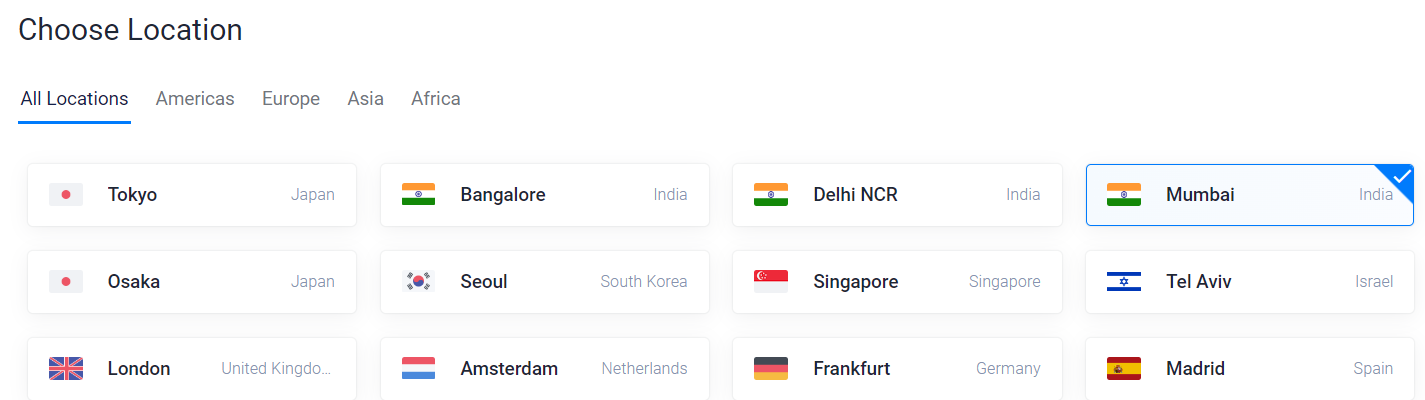 Choose Location
All Locations Americas Europe Asia Africa
Tokyo Japan Bangalore India Delhi NCR India Mumbai India
Osaka Japan Seoul South Korea Singapore Singapore Tel Aviv Israel
London United Kingdo... Amsterdam Netherlands Frankfurt Germany Madrid Spain